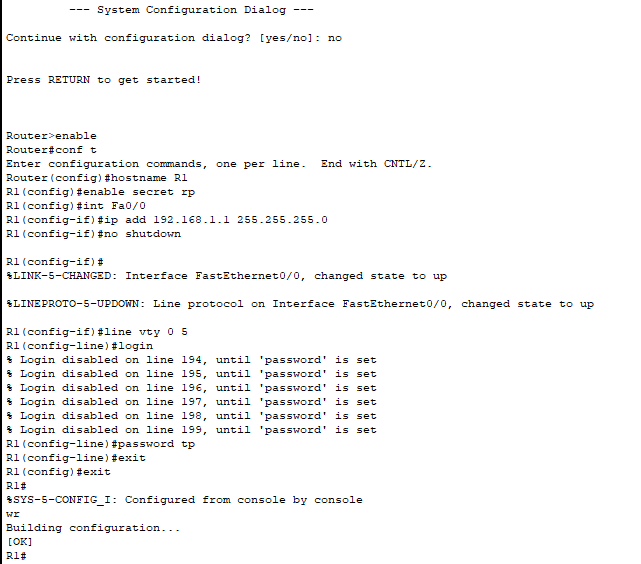 --- System Configuration Dialog ---
Continue with configuration dialog? [yes/no]: no
Press RETURN to get started!
Router>enable
Router#conf t
Enter configuration commands, one per line.  End with CNTL/Z.
Router(config)#hostname R1
R1(config)#enable secret rp
R1(config)#int Fa0/0
R1(config-if)#ip add 192.168.1.1 255.255.255.0
R1(config-if)#no shutdown
R1(config-if)#
%LINK-5-CHANGED: Interface FastEthernet0/0, changed state to up
%LINEPROTO-5-UPDOWN: Line protocol on Interface FastEthernet0/0, changed state to up
R1(config-if)#line vty 0 5
R1(config-line)#login
% Login disabled on line 194, until 'password' is set
% Login disabled on line 195, until 'password' is set
% Login disabled on line 196, until 'password' is set
% Login disabled on line 197, until 'password' is set
% Login disabled on line 198, until 'password' is set
% Login disabled on line 199, until 'password' is set
R1(config-line)#password tp
R1(config-line)#exit
R1(config)#exit
R1#
%SYS-5-CONFIG_I: Configured from console by console
wr
Building configuration...
[OK]
R1#